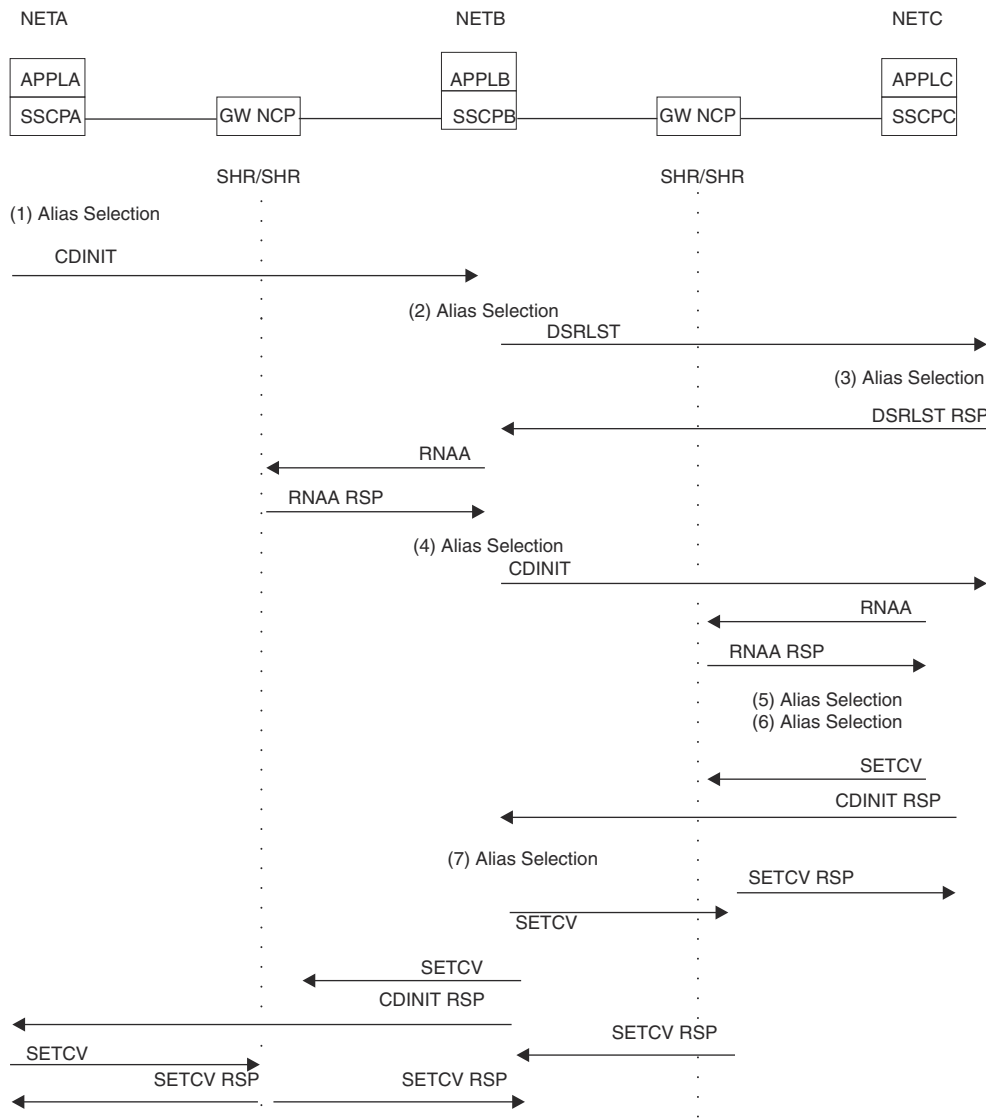 NETA NETB NETC
APPLA APPLB APPLC
SSCPA GW NCP SSCPB GW NCP SSCPC
SHR/SHR SHR/SHR
(1) Alias Selection
CDINIT
(2) Alias Selection
DSRLST
(3) Alias Selection
DSRLST RSP
RNAA
RNAA RSP
(4) Alias Selection
CDINIT
RNAA
RNAA RSP
(5) Alias Selection
(6) Alias Selection
SETCV
CDINIT RSP
(7) Alias Selection
SETCV RSP
SETCV
SETCV
CDINIT RSP
SETCV RSP
SETCV
SETCV RSP SETCV RSP